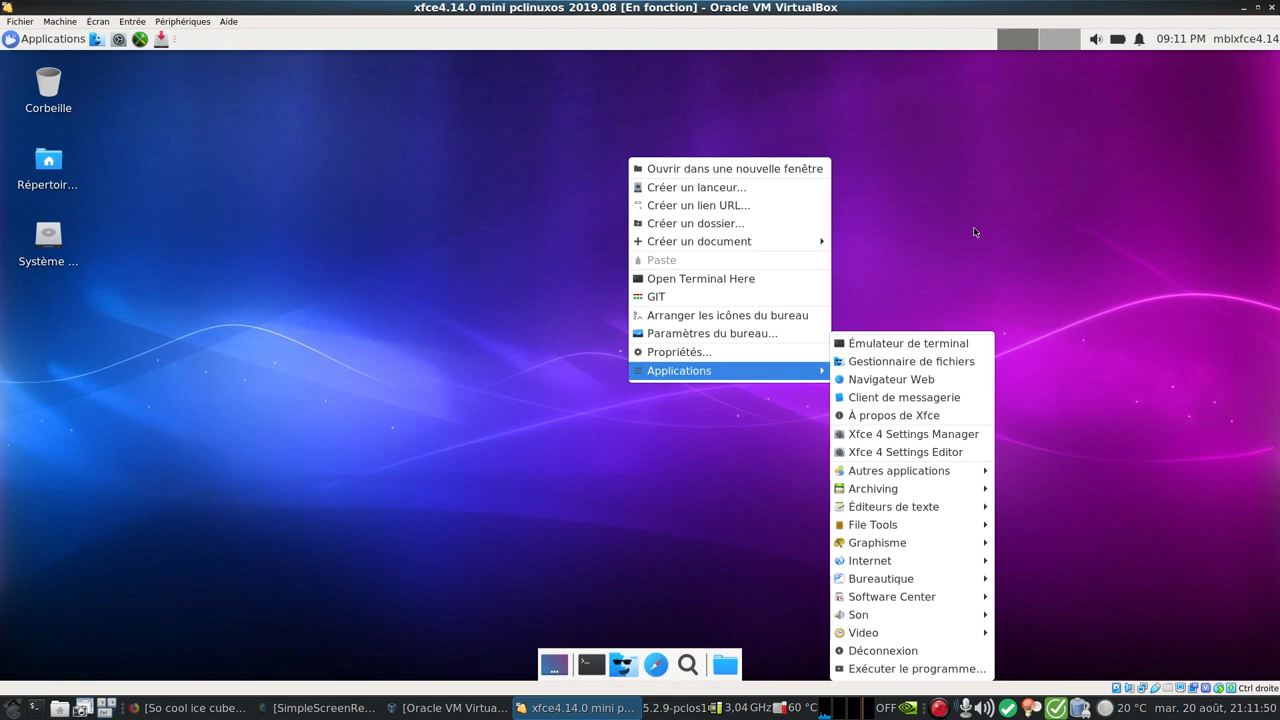 xfce4.14.0 mini pclinuxos 2019.08 [En fonction] - Oracle VM VirtualBox
Fichier Machine Écran Entrée Périphériques Aide
Applications 09:11 PM mblxfce4.14
Corbeille
Répertoir...
Système ...
Ouvrir dans une nouvelle fenêtre
Créer un lanceur...
Créer un lien URL...
Créer un dossier...
Créer un document
Paste
Open Terminal Here
GIT
Arranger les icônes du bureau
Paramètres du bureau...
Propriétés...
Applications
Émulateur de terminal
Gestionnaire de fichiers
Navigateur Web
Client de messagerie
À propos de Xfce
Xfce 4 Settings Manager
Xfce 4 Settings Editor
Autres applications
Archiving
Éditeurs de texte
File Tools
Graphisme
Internet
Bureautique
Software Center
Son
Video
Déconnexion
Exécuter le programme...
Ctrl droite
[So cool ice cube... [SimpleScreenRe... [Oracle VM Virtua... xfce4.14.0 mini p... 5.2.9-pclos1 3,04 GHz 60 °C OFF 20 °C mar. 20 août, 21:11:50